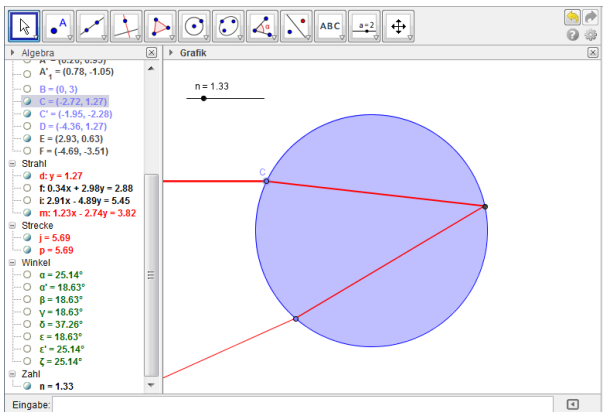 ABC
a=2
Algebra
Grafik
A'₁ = (0.78, -1.05)
B = (0, 3)
C = (-2.72, 1.27)
C' = (-1.95, -2.28)
D = (-4.36, 1.27)
E = (2.93, 0.63)
F = (-4.69, -3.51)
Strahl
d: y = 1.27
f: 0.34x + 2.98y = 2.88
i: 2.91x - 4.89y = 5.45
m: 1.23x - 2.74y = 3.82
Strecke
j = 5.69
p = 5.69
Winkel
α = 25.14°
α' = 18.63°
β = 18.63°
γ = 18.63°
δ = 37.26°
ε = 18.63°
ε' = 25.14°
ζ = 25.14°
Zahl
n = 1.33
n = 1.33
C
Eingabe: